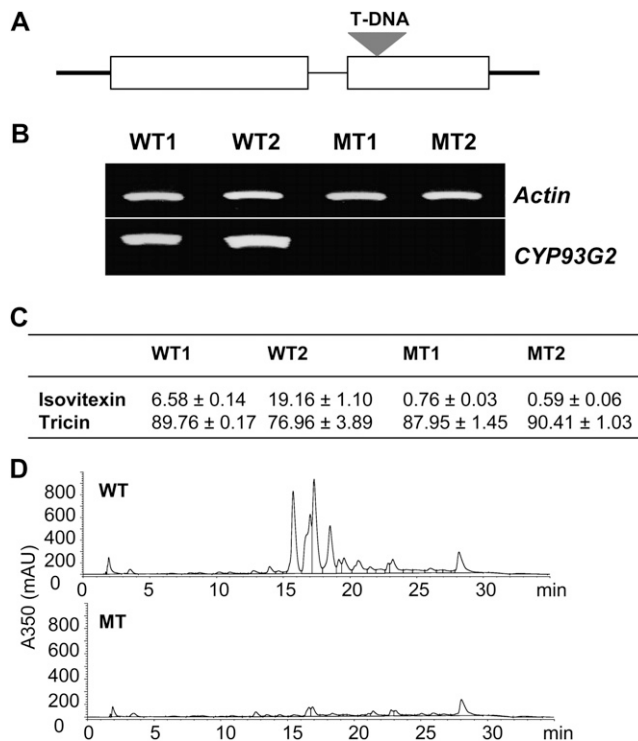 A
T-DNA
B
WT1 WT2 MT1 MT2
Actin
CYP93G2
C
WT1 WT2 MT1 MT2
Isovitexin 6.58 ± 0.14 19.16 ± 1.10 0.76 ± 0.03 0.59 ± 0.06
Tricin 89.76 ± 0.17 76.96 ± 3.89 87.95 ± 1.45 90.41 ± 1.03
D
A350 (mAU)
WT
800
600
400
200
0
0 5 10 15 20 25 30 min
MT
800
600
400
200
0
0 5 10 15 20 25 30 min